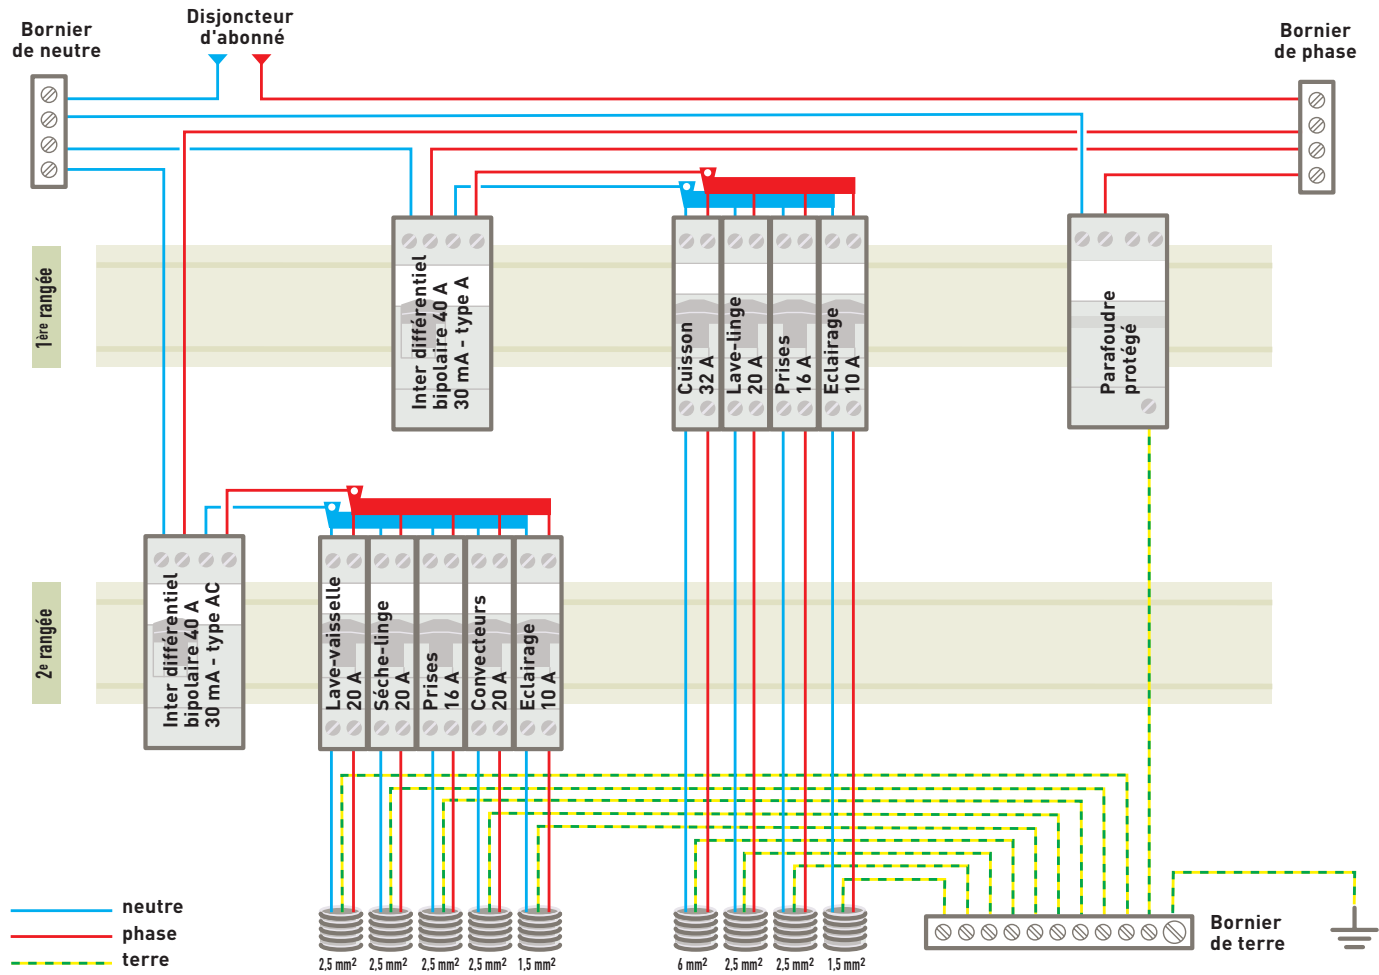 Bornier
de neutre
Disjoncteur
d'abonné
Bornier
de phase
1ère rangée
Inter différentiel
bipolaire 40 A
30 mA - type A
Cuisson
32 A
Lave-linge
20 A
Prises
16 A
Eclairage
10 A
Parafoudre
protégé
2e rangée
Inter différentiel
bipolaire 40 A
30 mA - type AC
Lave-vaisselle
20 A
Séche-linge
20 A
Prises
16 A
Convecteurs
20 A
Eclairage
10 A
neutre
phase
terre
2,5 mm²
2,5 mm²
2,5 mm²
2,5 mm²
1,5 mm²
6 mm²
2,5 mm²
2,5 mm²
1,5 mm²
Bornier
de terre